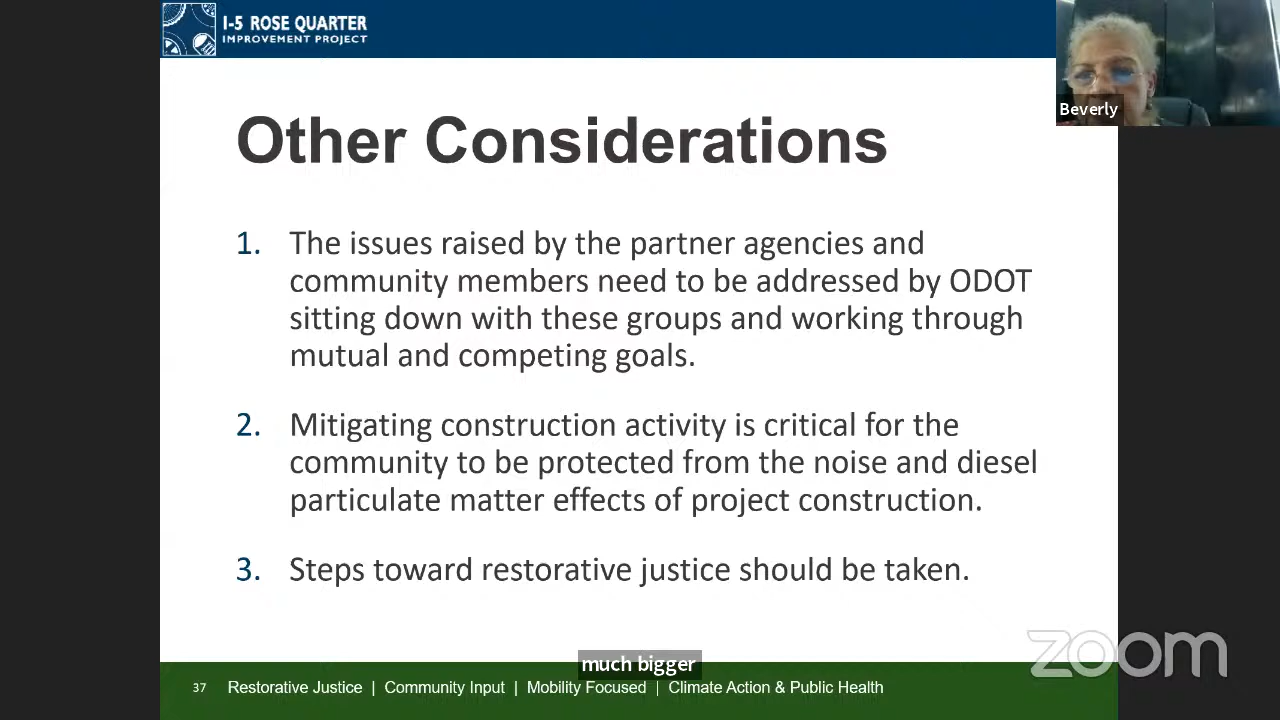 I-5 ROSE QUARTER
IMPROVEMENT PROJECT
Beverly
Other Considerations
1. The issues raised by the partner agencies and
community members need to be addressed by ODOT
sitting down with these groups and working through
mutual and competing goals.
2. Mitigating construction activity is critical for the
community to be protected from the noise and diesel
particulate matter effects of project construction.
3. Steps toward restorative justice should be taken.
zoom
much bigger
37 Restorative Justice | Community Input | Mobility Focused | Climate Action & Public Health